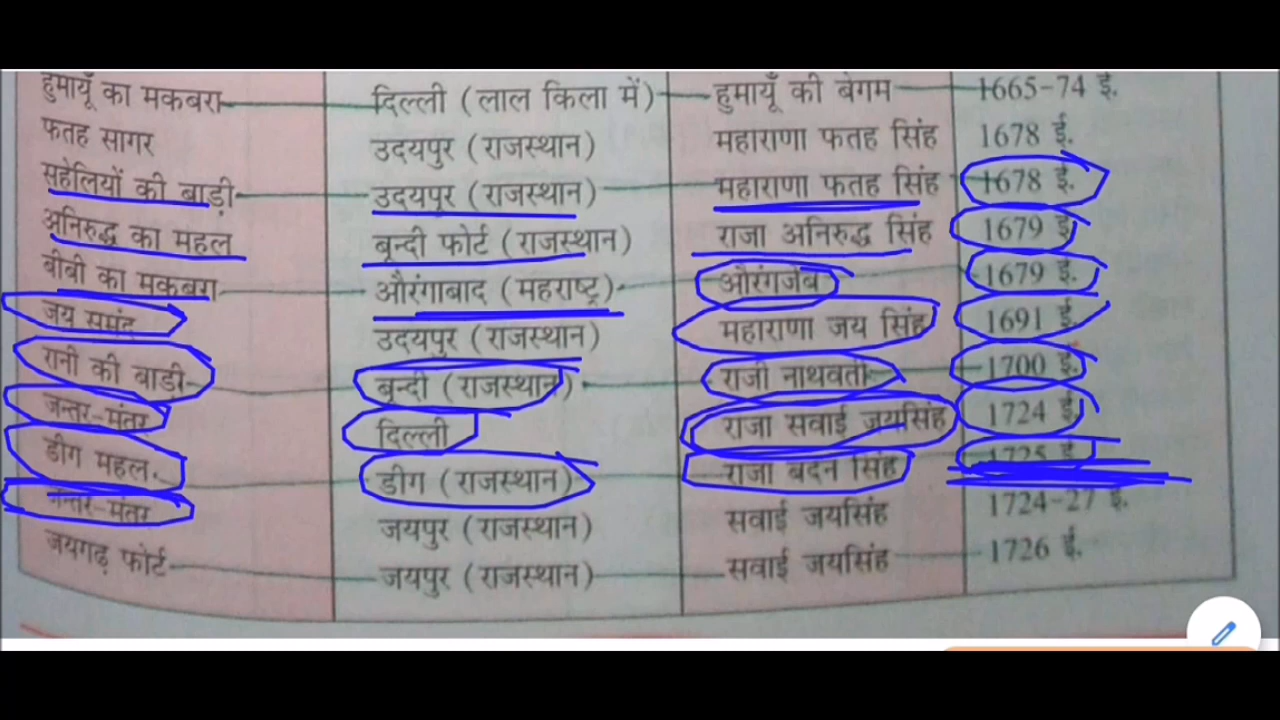 हुमायूँ का मकबरा दिल्ली (लाल किला में) हुमायूँ की बेगम 1665-74 ई.
फतह सागर उदयपुर (राजस्थान) महाराणा फतह सिंह 1678 ई.
सहेलियों की बाड़ी उदयपुर (राजस्थान) महाराणा फतह सिंह 1678 ई.
अनिरुद्ध का महल बून्दी फोर्ट (राजस्थान) राजा अनिरुद्ध सिंह 1679 ई.
बीबी का मकबरा औरंगाबाद (महराष्ट्र) औरंगजेब 1679 ई.
जय समंद उदयपुर (राजस्थान) महाराणा जय सिंह 1691 ई.
रानी की बाड़ी बून्दी (राजस्थान) राजी नाथवती 1700 ई.
जन्तर-मंतर दिल्ली राजा सवाई जयसिंह 1724 ई.
डीग महल. डीग (राजस्थान) राजा बदन सिंह 1725 ई.
जन्तर-मंतर जयपुर (राजस्थान) सवाई जयसिंह 1724-27 ई.
जयगढ़ फोर्ट जयपुर (राजस्थान) सवाई जयसिंह 1726 ई.